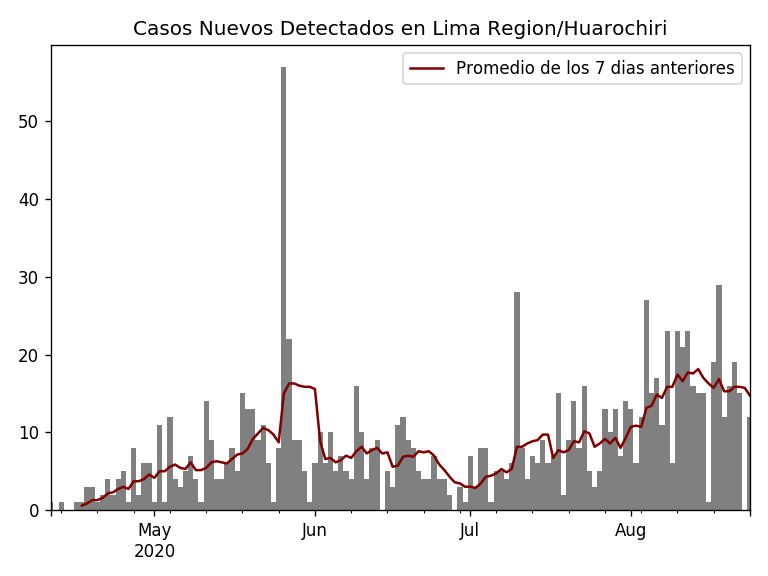 Casos Nuevos Detectados en Lima Region/Huarochiri
Promedio de los 7 dias anteriores
50
40
30
20
10
0
May
2020
Jun
Jul
Aug